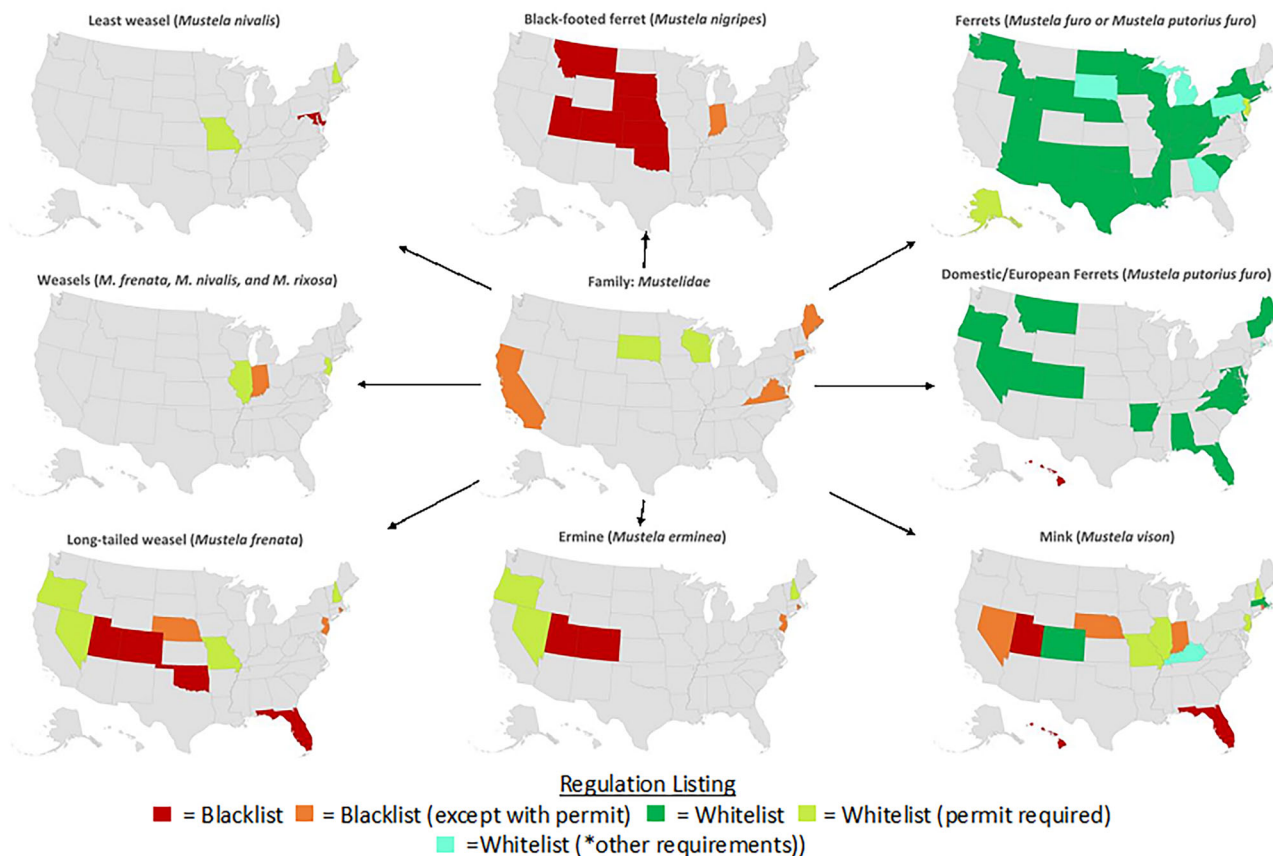 Least weasel (Mustela nivalis)
Black-footed ferret (Mustela nigripes)
Ferrets (Mustela furo or Mustela putorius furo)
Weasels (M. frenata, M. nivalis, and M. rixosa)
Family: Mustelidae
Domestic/European Ferrets (Mustela putorius furo)
Long-tailed weasel (Mustela frenata)
Ermine (Mustela erminea)
Mink (Mustela vison)
Regulation Listing
= Blacklist = Blacklist (except with permit) = Whitelist = Whitelist (permit required)
=Whitelist (*other requirements))